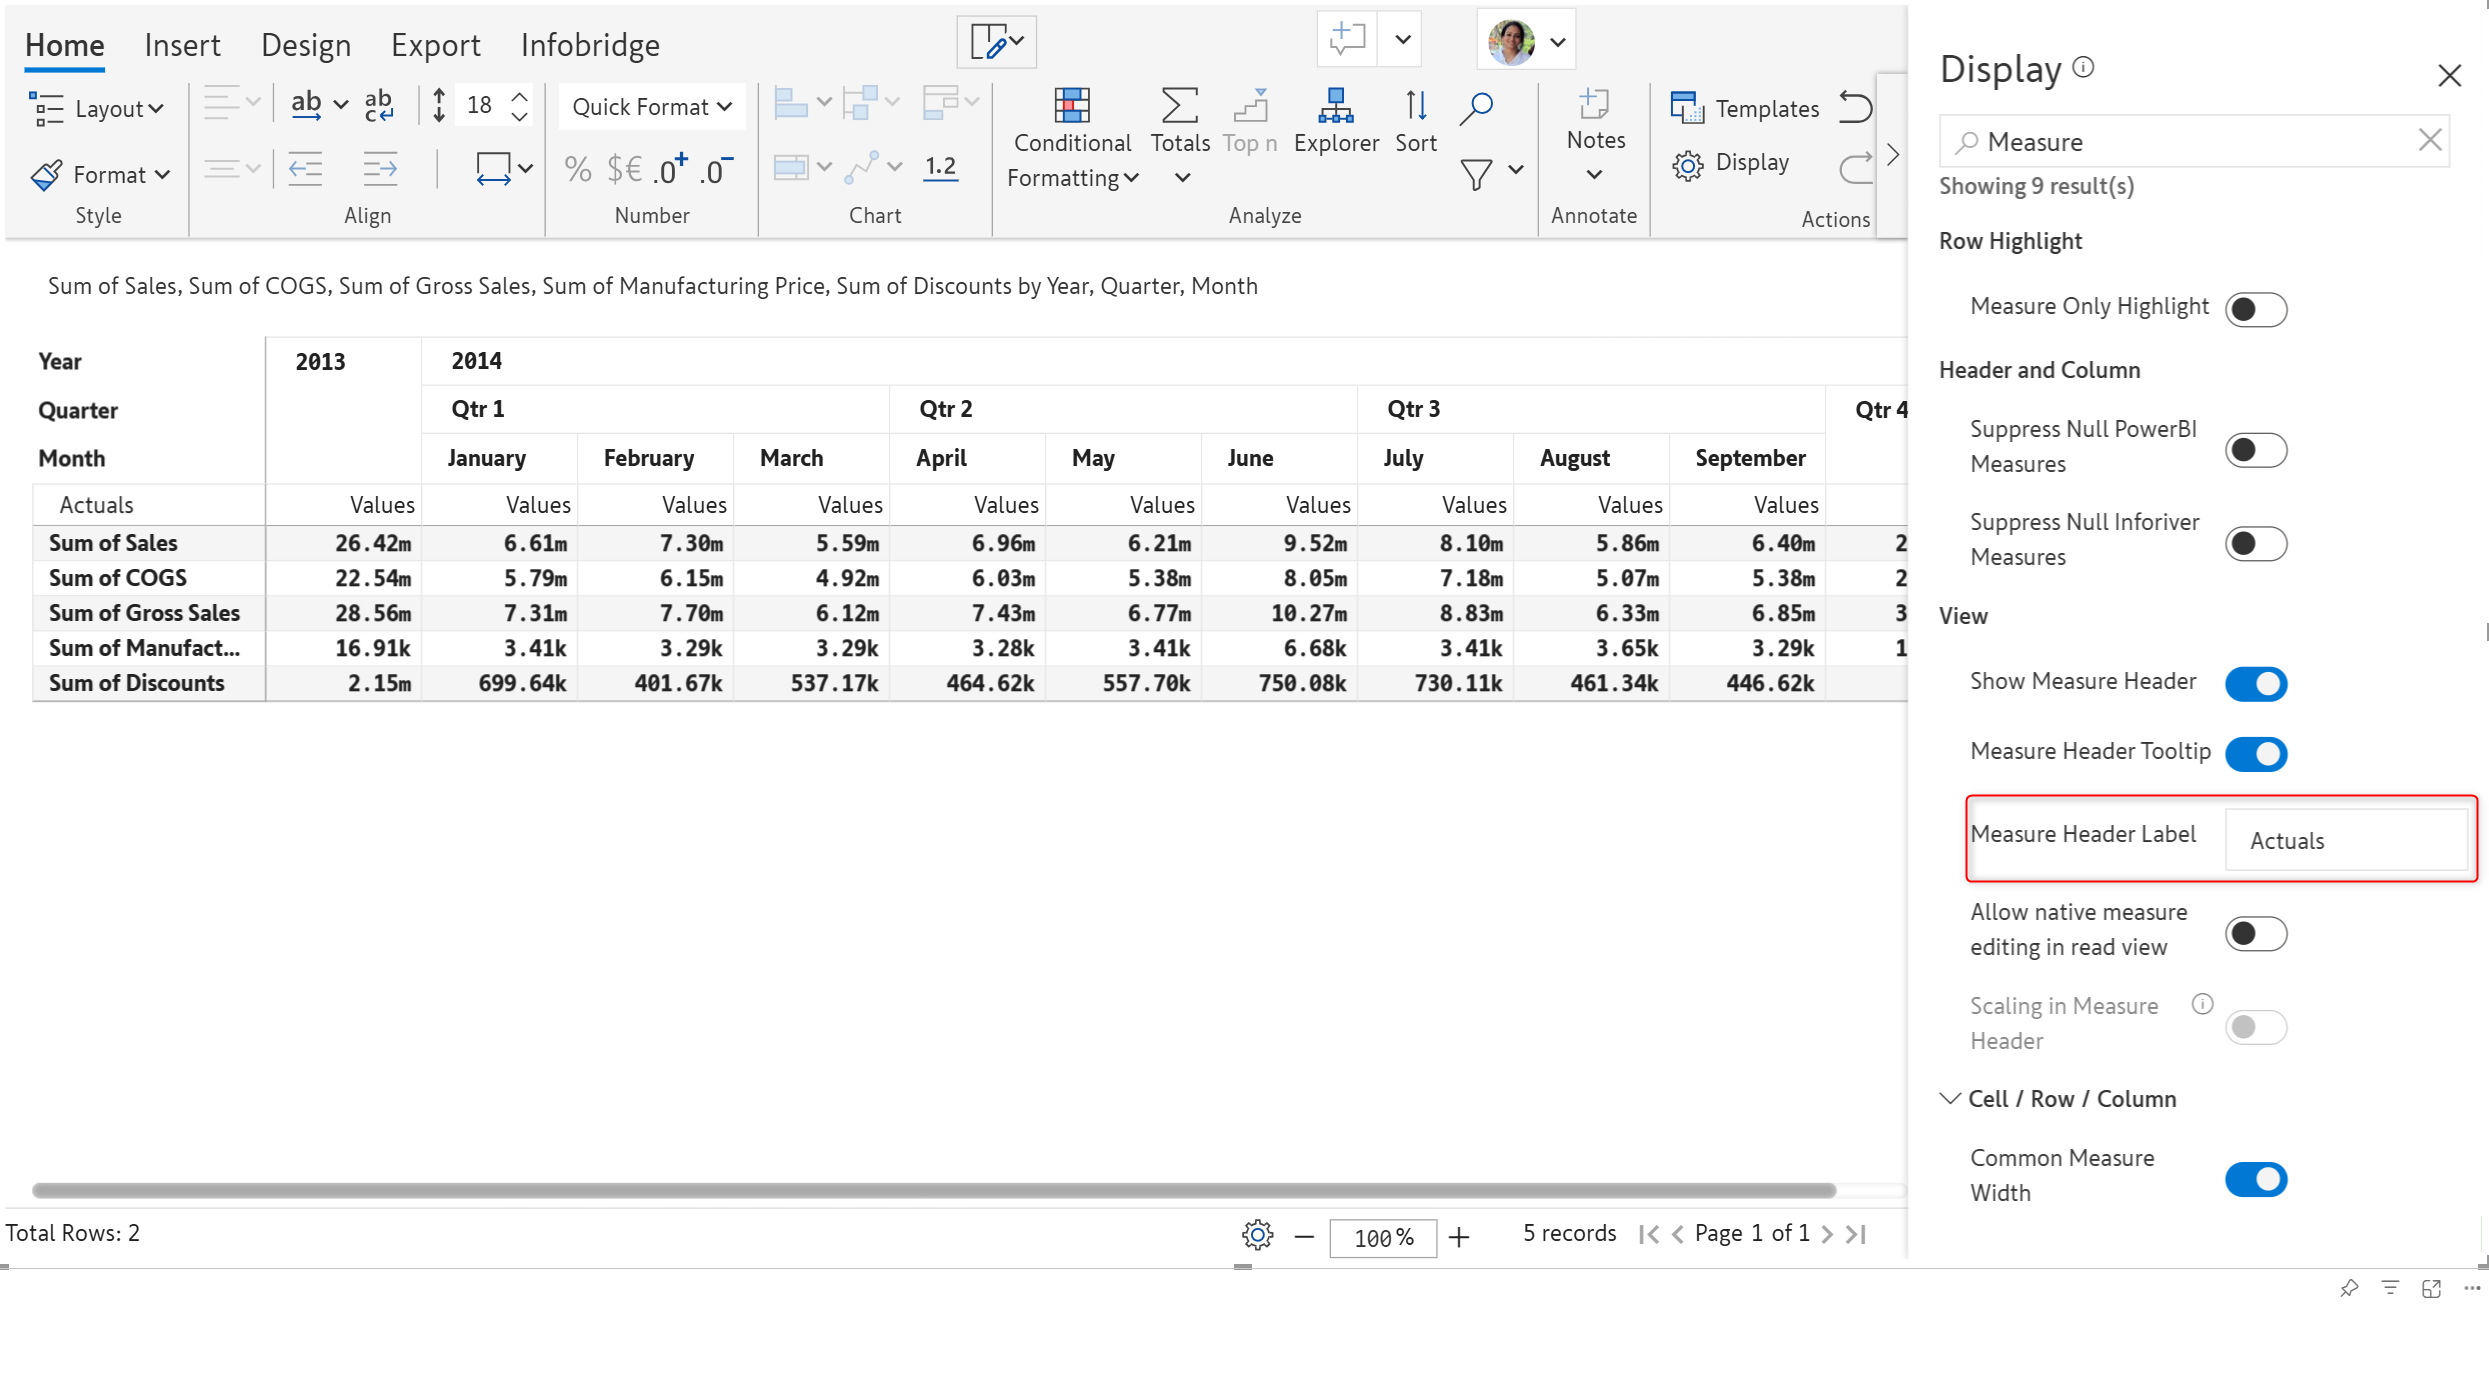 Home Insert Design Export Infobridge
Layout ab ab c 18 Quick Format Conditional Formatting Totals Top n Explorer Sort Notes Templates
Format % $€ .0+ .0- 1.2 Display
Style Align Number Chart Analyze Annotate Actions
Sum of Sales, Sum of COGS, Sum of Gross Sales, Sum of Manufacturing Price, Sum of Discounts by Year, Quarter, Month
Year 2013 2014
Quarter Qtr 1 Qtr 2 Qtr 3 Qtr 4
Month January February March April May June July August September
Actuals Values Values Values Values Values Values Values Values Values Values
Sum of Sales 26.42m 6.61m 7.30m 5.59m 6.96m 6.21m 9.52m 8.10m 5.86m 6.40m 2
Sum of COGS 22.54m 5.79m 6.15m 4.92m 6.03m 5.38m 8.05m 7.18m 5.07m 5.38m 2
Sum of Gross Sales 28.56m 7.31m 7.70m 6.12m 7.43m 6.77m 10.27m 8.83m 6.33m 6.85m 3
Sum of Manufact... 16.91k 3.41k 3.29k 3.29k 3.28k 3.41k 6.68k 3.41k 3.65k 3.29k 1
Sum of Discounts 2.15m 699.64k 401.67k 537.17k 464.62k 557.70k 750.08k 730.11k 461.34k 446.62k
Total Rows: 2 100% 5 records Page 1 of 1
Display
Measure
Showing 9 result(s)
Row Highlight
Measure Only Highlight
Header and Column
Suppress Null PowerBI
Measures
Suppress Null Inforiver
Measures
View
Show Measure Header
Measure Header Tooltip
Measure Header Label Actuals
Allow native measure
editing in read view
Scaling in Measure
Header
Cell / Row / Column
Common Measure
Width